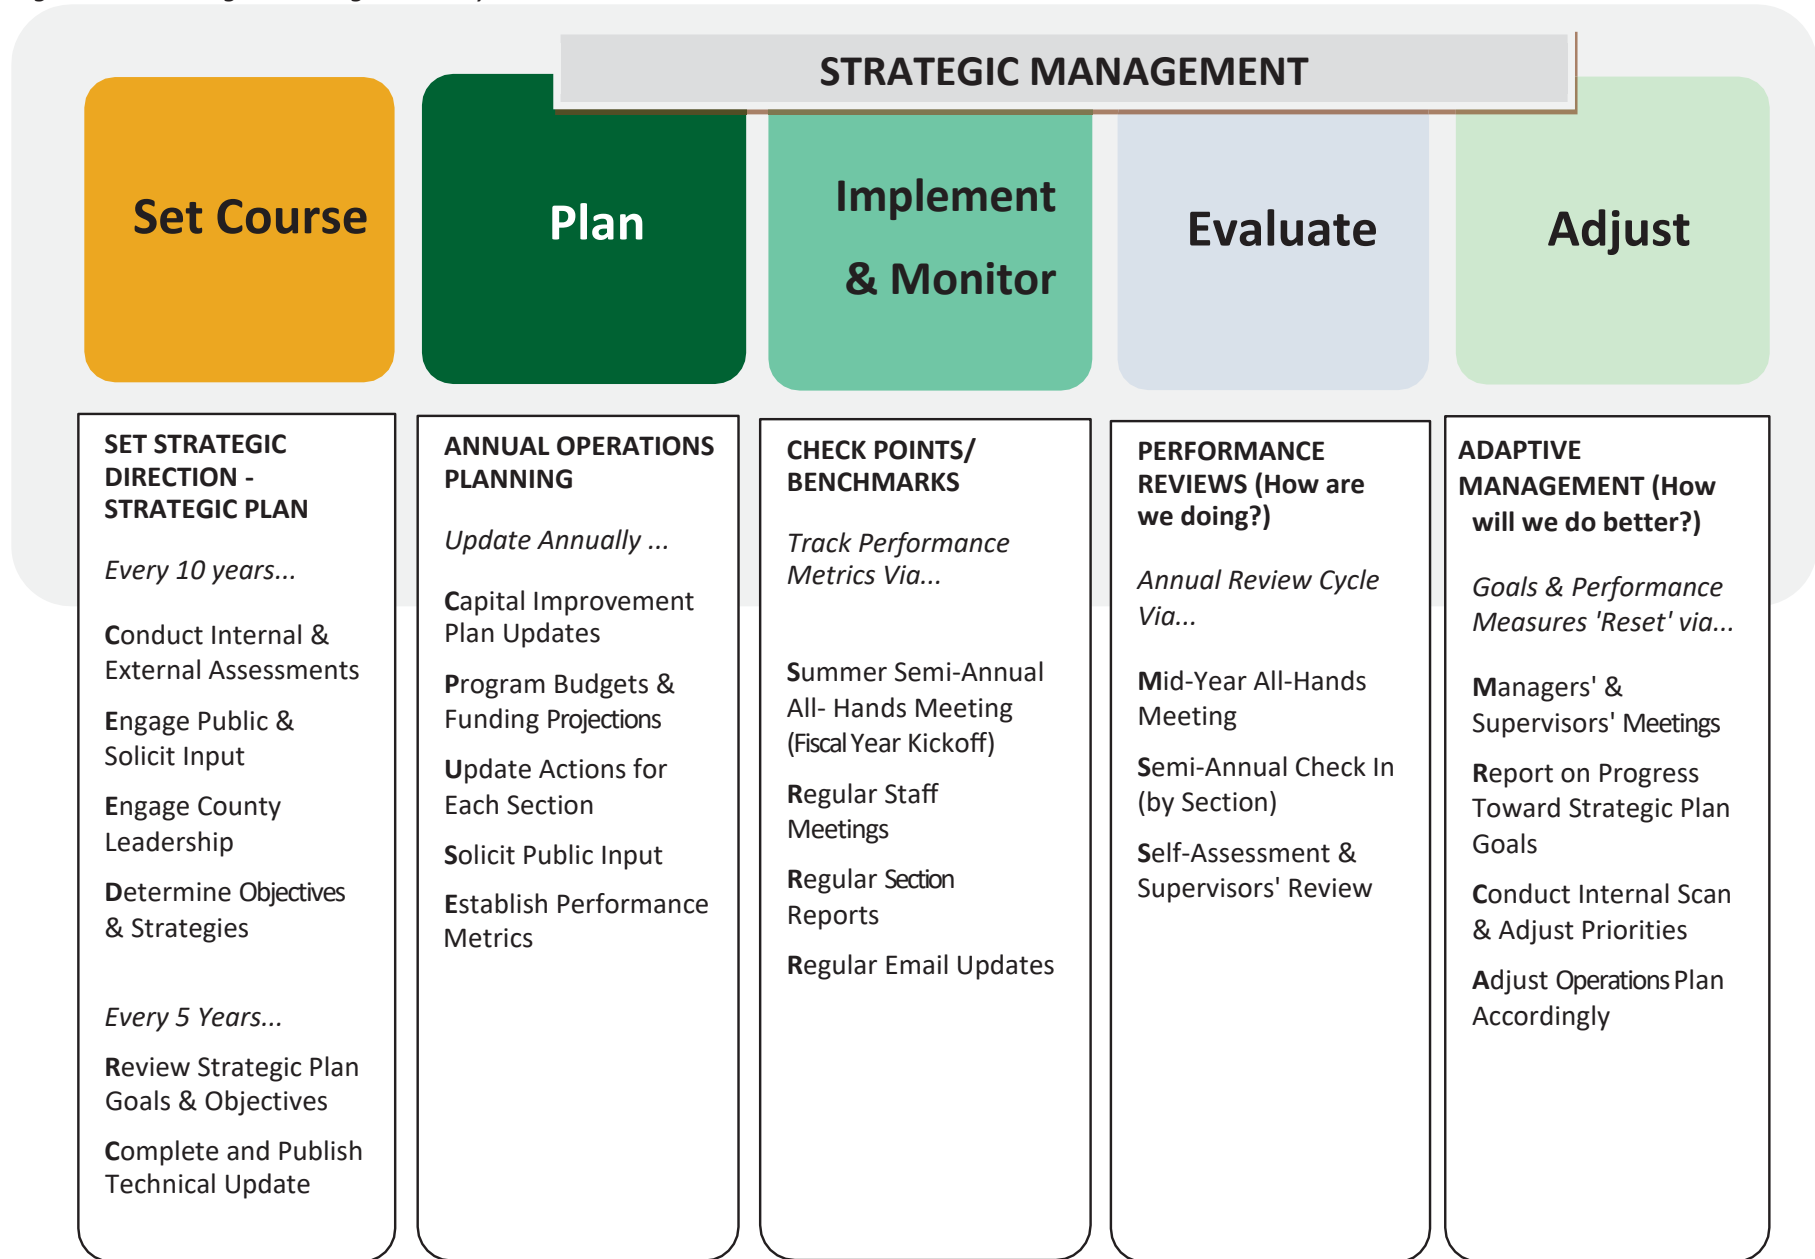 STRATEGIC MANAGEMENT
Set Course
Plan
Implement
& Monitor
Evaluate
Adjust
SET STRATEGIC
DIRECTION -
STRATEGIC PLAN
Every 10 years...
Conduct Internal &
External Assessments
Engage Public &
Solicit Input
Engage County
Leadership
Determine Objectives
& Strategies
Every 5 Years...
Review Strategic Plan
Goals & Objectives
Complete and Publish
Technical Update
ANNUAL OPERATIONS
PLANNING
Update Annually ...
Capital Improvement
Plan Updates
Program Budgets &
Funding Projections
Update Actions for
Each Section
Solicit Public Input
Establish Performance
Metrics
CHECK POINTS/
BENCHMARKS
Track Performance
Metrics Via...
Summer Semi-Annual
All- Hands Meeting
(Fiscal Year Kickoff)
Regular Staff
Meetings
Regular Section
Reports
Regular Email Updates
PERFORMANCE
REVIEWS (How are
we doing?)
Annual Review Cycle
Via...
Mid-Year All-Hands
Meeting
Semi-Annual Check In
(by Section)
Self-Assessment &
Supervisors' Review
ADAPTIVE
MANAGEMENT (How
will we do better?)
Goals & Performance
Measures 'Reset' via...
Managers' &
Supervisors' Meetings
Report on Progress
Toward Strategic Plan
Goals
Conduct Internal Scan
& Adjust Priorities
Adjust Operations Plan
Accordingly